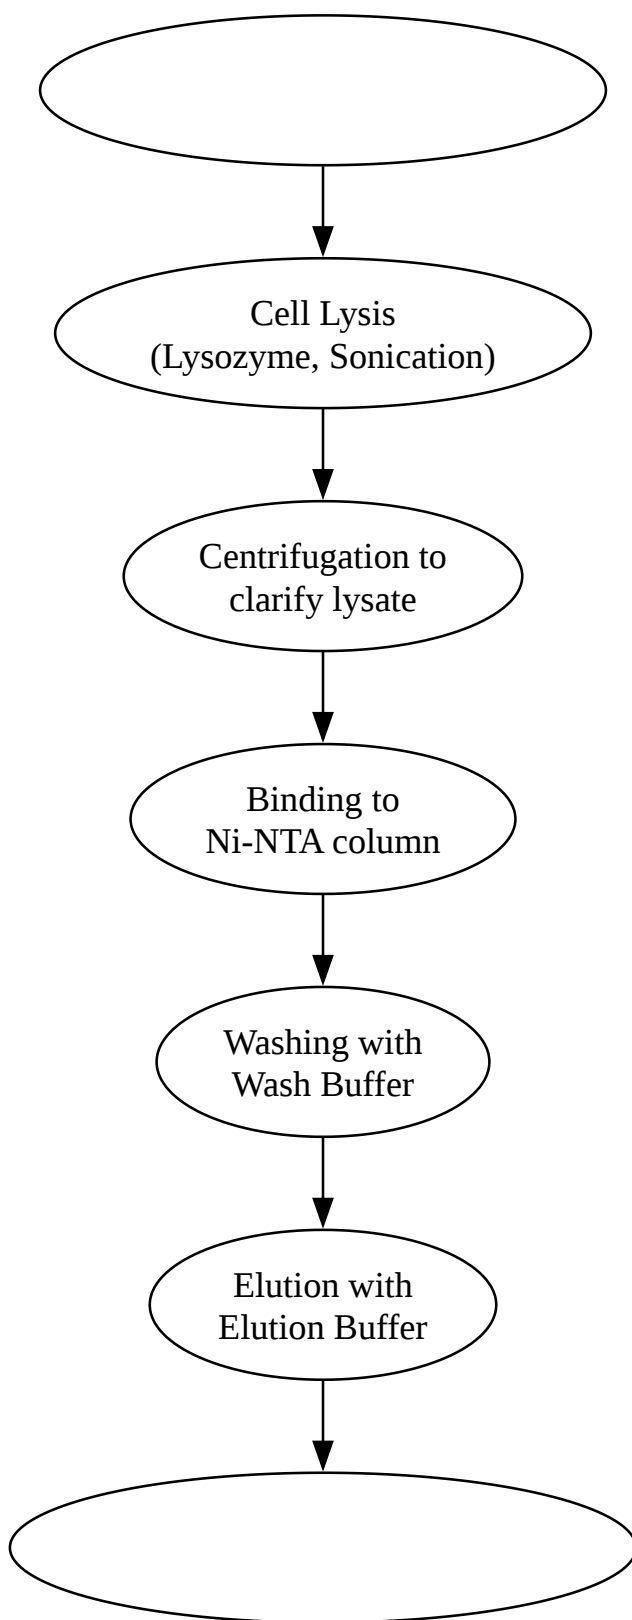 Cell Lysis
(Lysozyme, Sonication)
Centrifugation to
clarify lysate
Binding to
Ni-NTA column
Washing with
Wash Buffer
Elution with
Elution Buffer